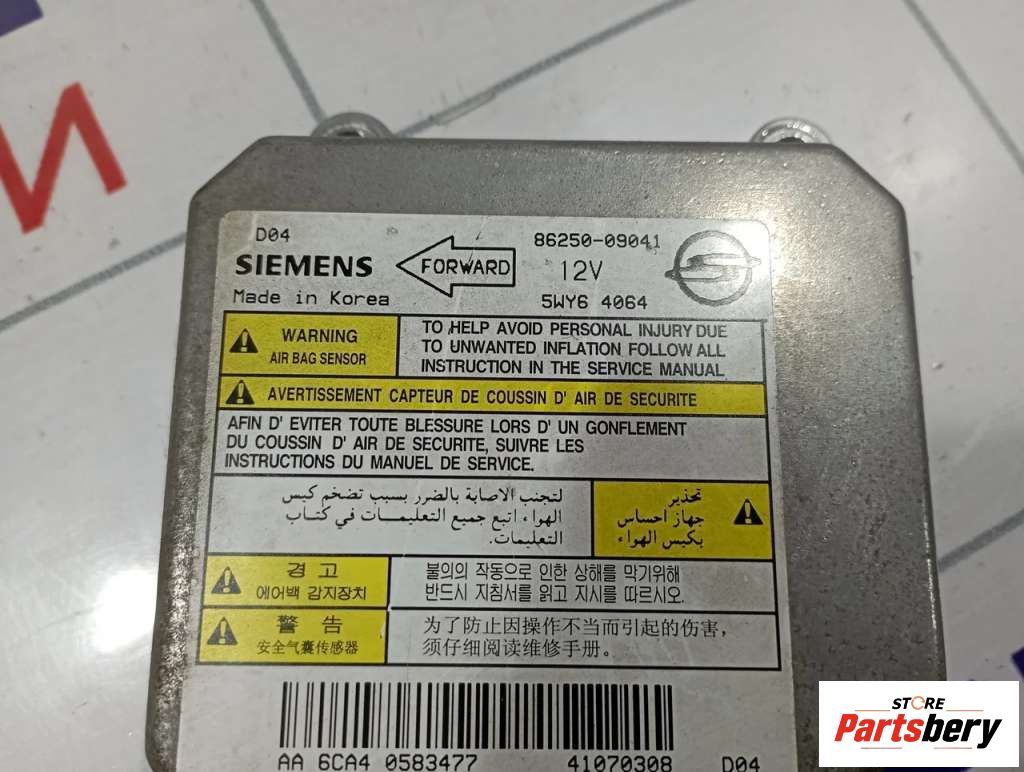 D04
SIEMENS
Made in Korea
FORWARD
86250-09041
12V
5WY6 4064
WARNING
AIR BAG SENSOR
TO HELP AVOID PERSONAL INJURY DUE
TO UNWANTED INFLATION FOLLOW ALL
INSTRUCTION IN THE SERVICE MANUAL
AVERTISSEMENT CAPTEUR DE COUSSIN D' AIR DE SECURITE
AFIN D' EVITER TOUTE BLESSURE LORS D' UN GONFLEMENT
DU COUSSIN D' AIR DE SECURITE, SUIVRE LES
INSTRUCTIONS DU MANUEL DE SERVICE.
تحذير
جهاز احساس
بكيس الهواء
لتجنب الاصابة بالضرر بسبب تضخم كيس
الهواء اتبع جميع التعليمـــات في كتـــاب
التعليمات.
경 고
에어백 감지장치
불의의 작동으로 인한 상해를 막기위해
반드시 지침서를 읽고 지시를 따르시오.
警 告
安全气囊传感器
为了防止因操作不当而引起的伤害，
须仔细阅读维修手册。
AA 6CA4 0583477
41070308
D04
STORE
Partsbery